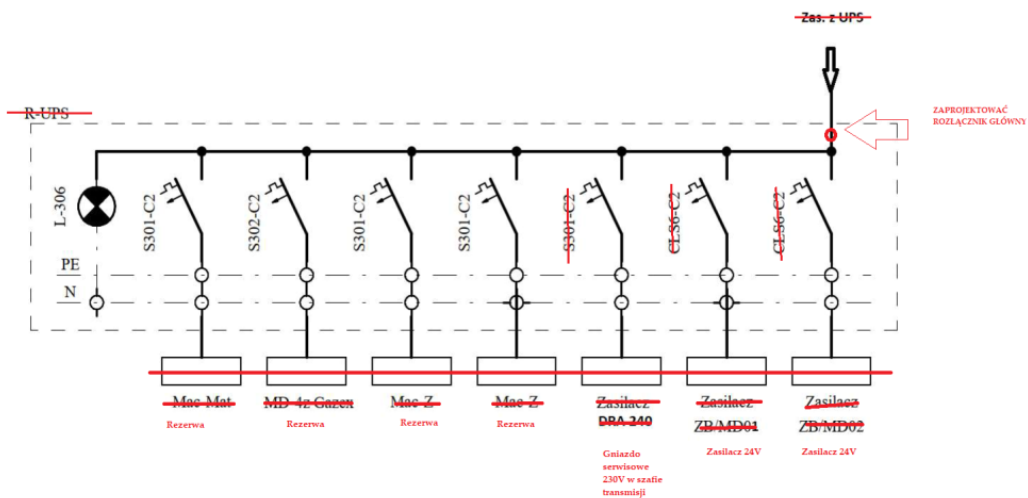 Zas. z UPS
R-UPS
ZAPROJEKTOWAĆ
ROZŁĄCZNIK GŁÓWNY
L-306
S301-C2
S302-C2
S301-C2
S301-C2
S301-C2
CLS6-C2
CLS6-C2
PE
N
Mac-Mat
MD-4z Gazex
Mac-Z
Mac-Z
Zasilacz
DRA 240
Zasilacz
ZB/MD01
Zasilacz
ZB/MD02
Rezerwa
Rezerwa
Rezerwa
Rezerwa
Gniazdo
serwisowe
230V w szafie
transmisji
Zasilacz 24V
Zasilacz 24V